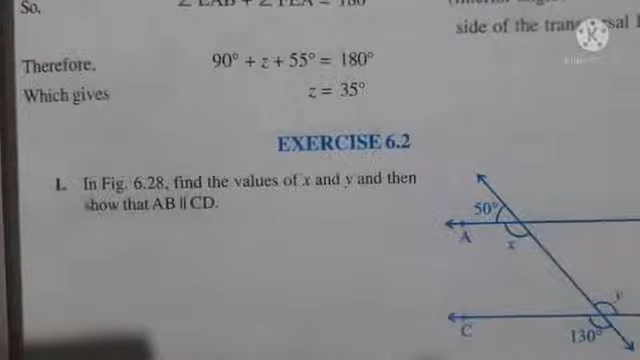 So,
side of the
Therefore, 90° + z + 55° = 180°
Which gives z = 35°
EXERCISE 6.2
1. In Fig. 6.28, find the values of x and y and then
show that AB || CD.
50°
A
x
y
C
130°